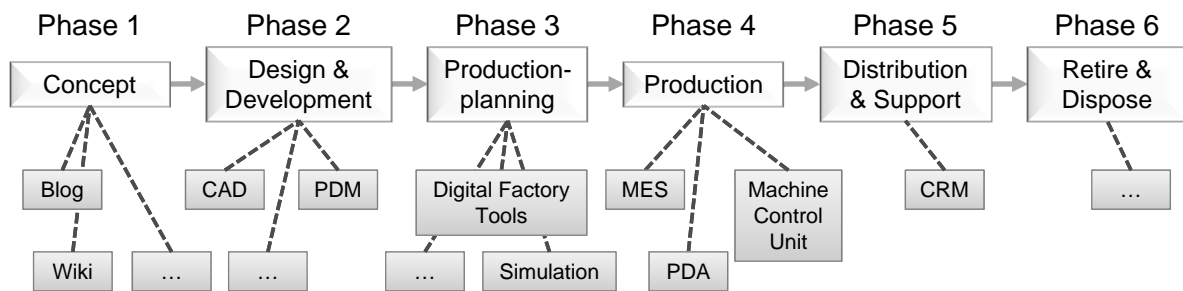 Phase 1
Phase 2
Phase 3
Phase 4
Phase 5
Phase 6
Concept
Design &
Development
Production-
planning
Production
Distribution
& Support
Retire &
Dispose
Blog
CAD
PDM
Digital Factory
Tools
MES
Machine
Control
Unit
CRM
…
Wiki
…
…
…
Simulation
PDA